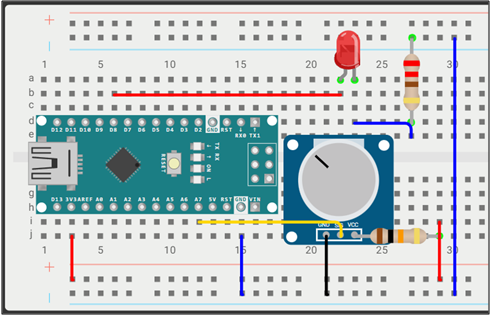 +
−
1 5 10 15 20 25 30
a
b
c
d
e
D12 D11 D10 D9 D8 D7 D6 D5 D4 D3 D2 GND RST RX0 TX1
RESET
TX RX ON L
D13 3V3 AREF A0 A1 A2 A3 A4 A5 A6 A7 5V RST GND VIN
g
h
i
j
GND VCC
1 5 10 15 20 25 30
+
−